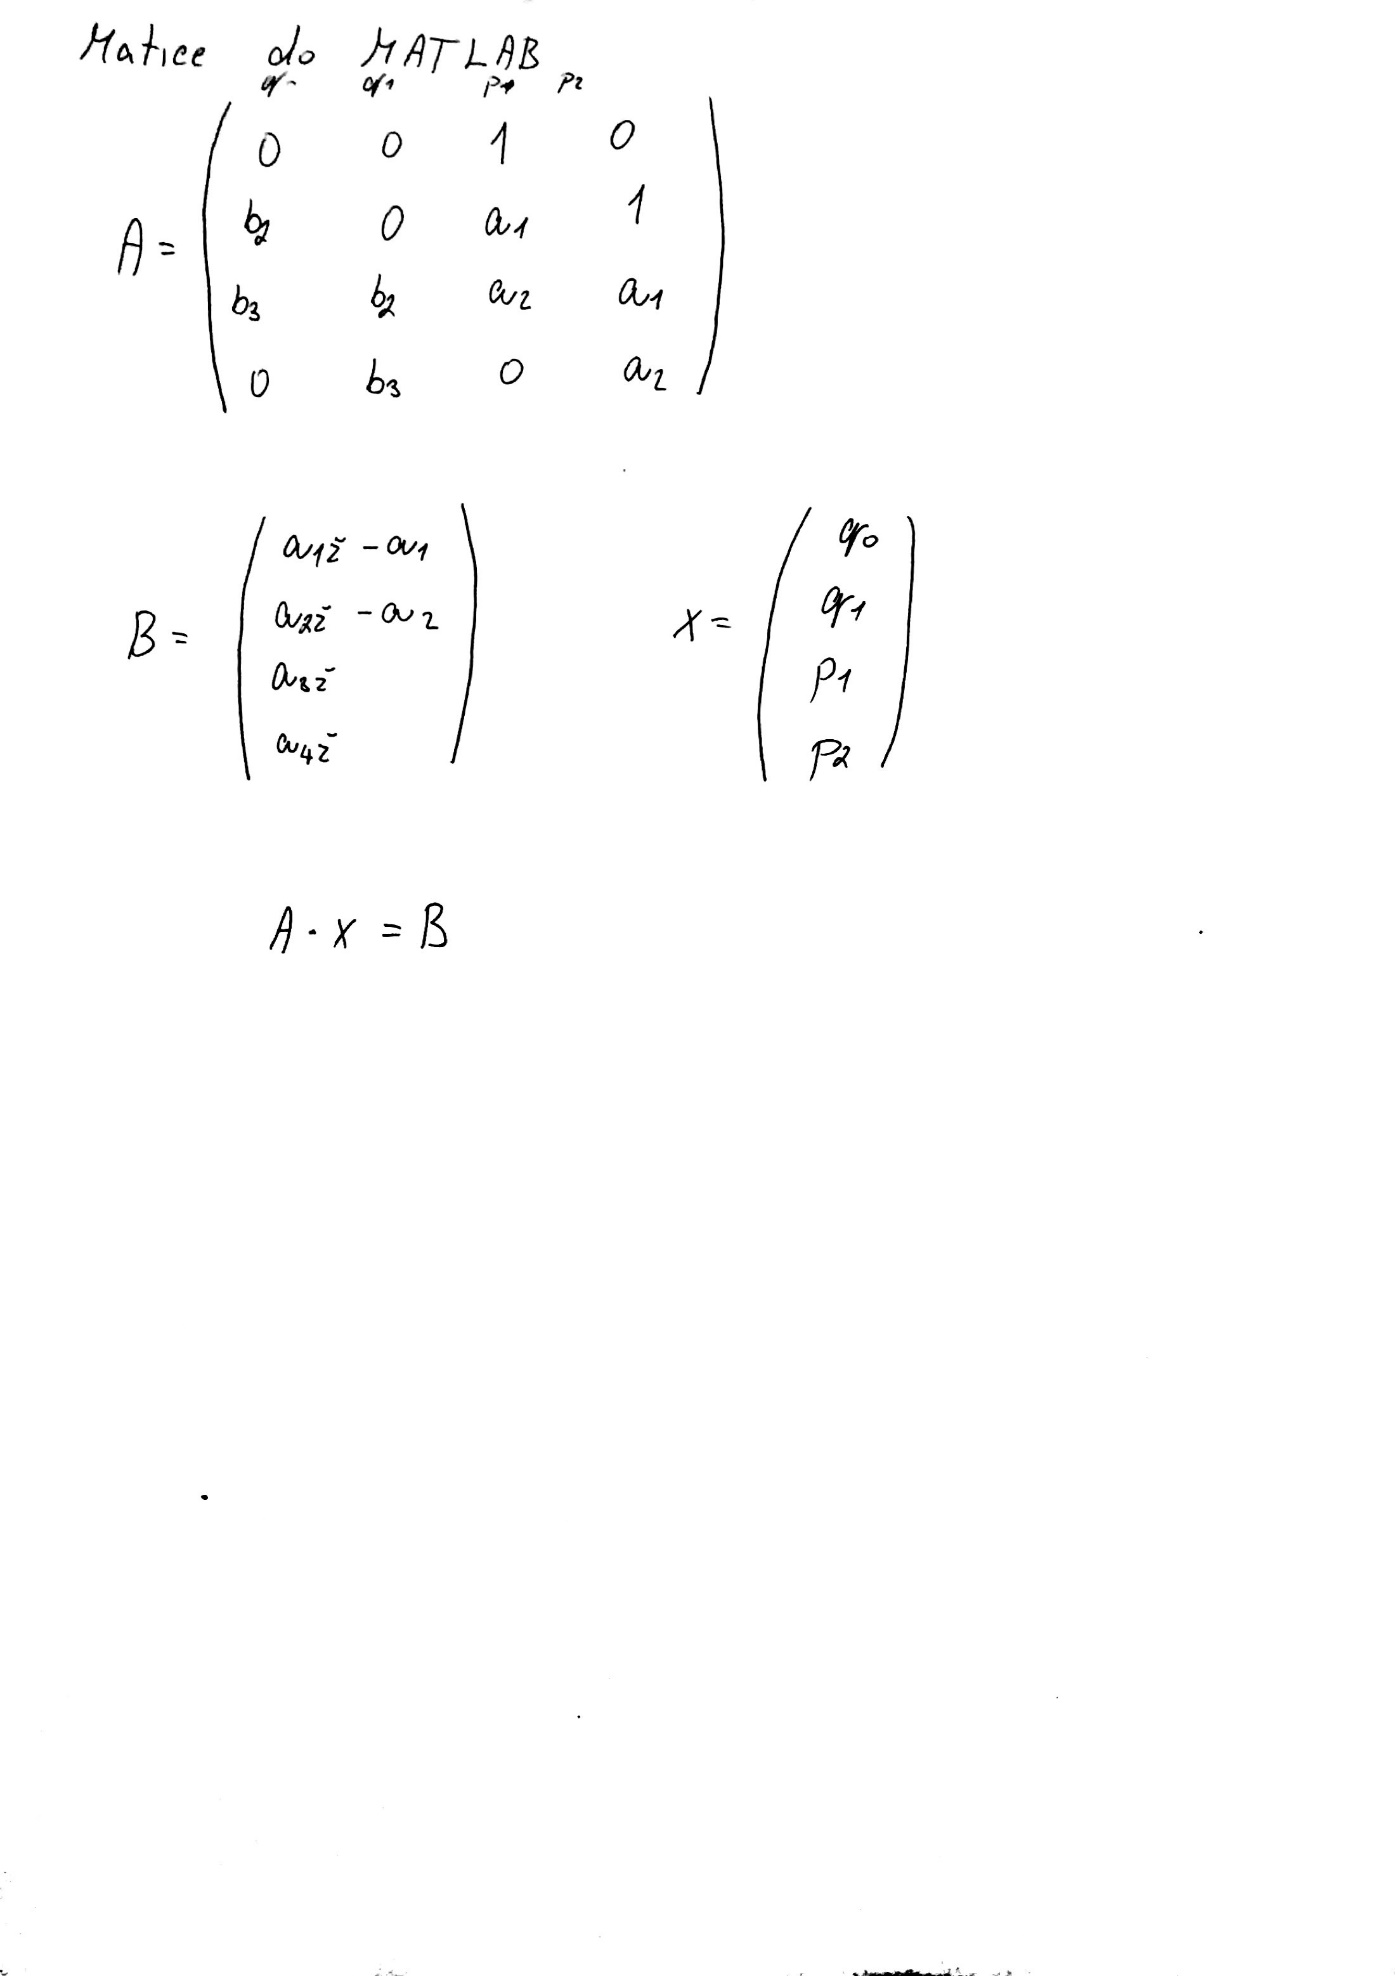 Matice do MATLAB
q1 p1 p2
0 0 1 0
b2 0 a1 1
A =
b3 b2 a2 a1
0 b3 0 a2
a1ž - a1
a2ž - a2
B =
a3ž
a4ž
x =
q0
q1
p1
p2
A · x = B